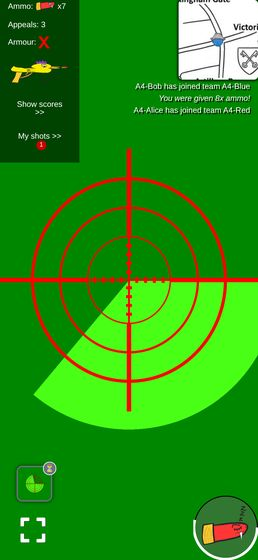 Ammo: x7
Appeals: 3
Armour: X
Show scores
>>
My shots >>
1
Victori
A4-Bob has joined team A4-Blue
You were given 8x ammo!
A4-Alice has joined team A4-Red